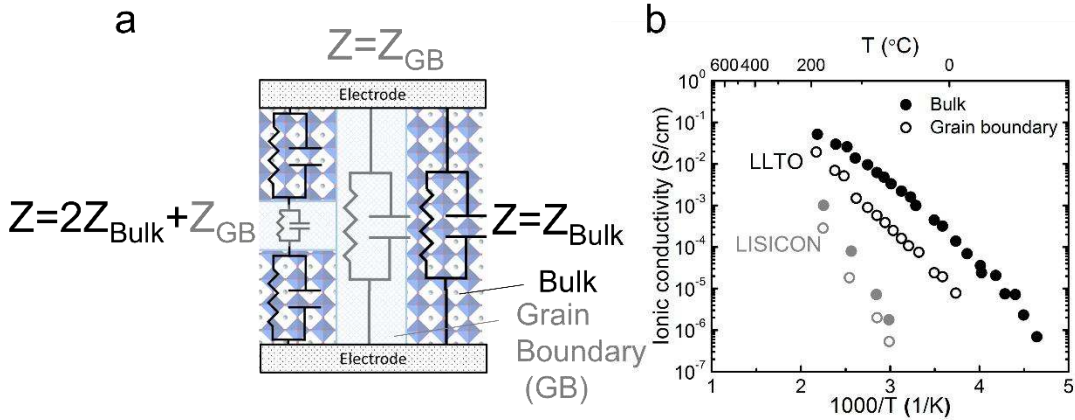 a
Z=Z_GB
Electrode
Z=2Z_Bulk+Z_GB
Z=Z_Bulk
Bulk
Grain
Boundary
(GB)
Electrode
b
T (°C)
600 400 200 0
10^0
10^-1
10^-2
10^-3
10^-4
10^-5
10^-6
10^-7
Ionic conductivity (S/cm)
Bulk
Grain boundary
LLTO
LISICON
1 2 3 4 5
1000/T (1/K)